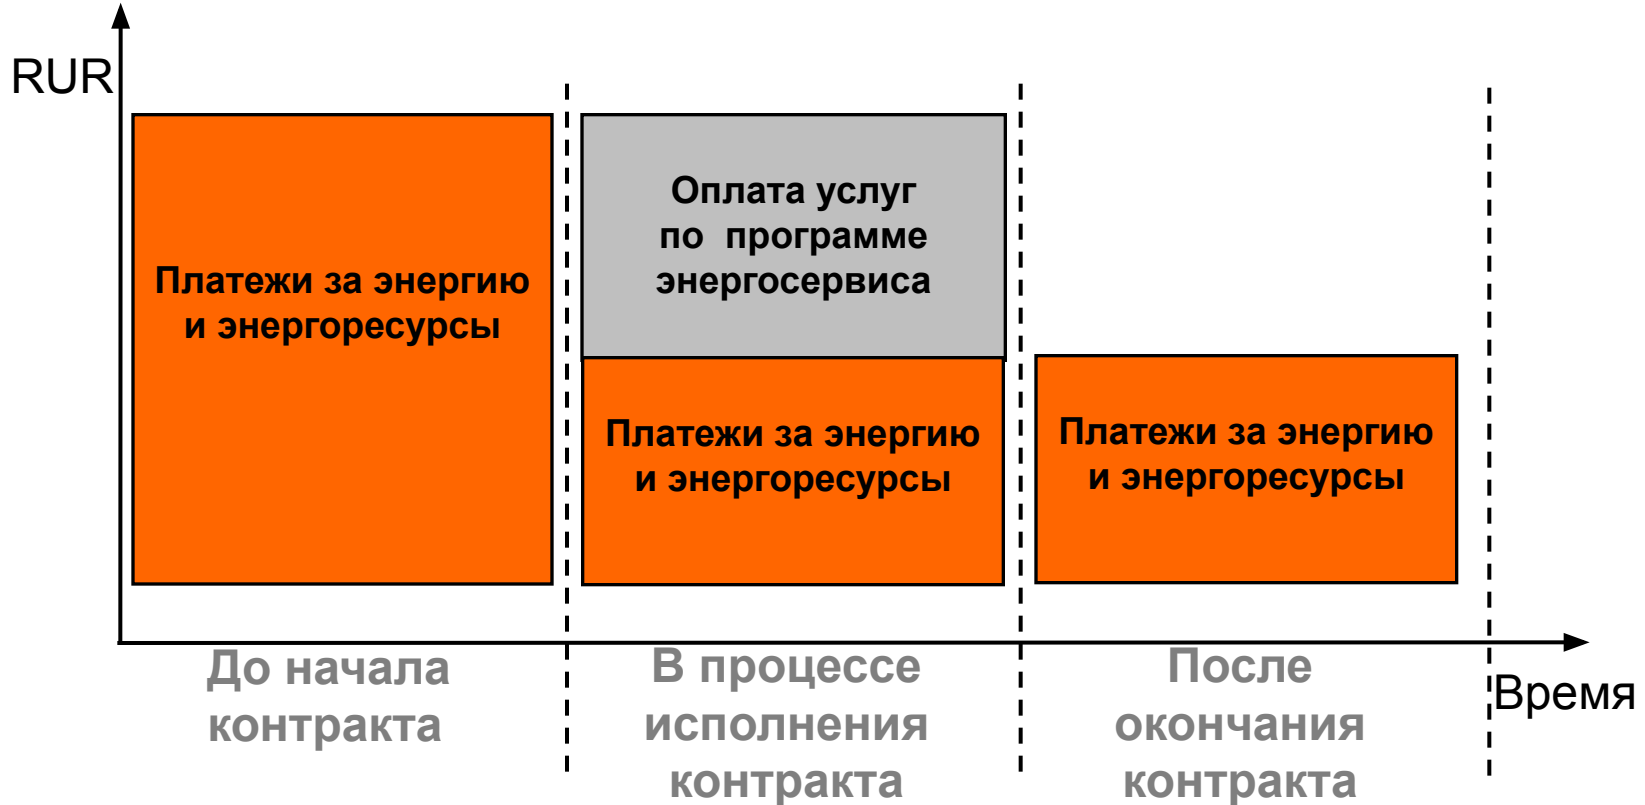 RUR
Платежи за энергию
и энергоресурсы
Оплата услуг
по программе
энергосервиса
Платежи за энергию
и энергоресурсы
Платежи за энергию
и энергоресурсы
До начала
контракта
В процессе
исполнения
контракта
После
окончания
контракта
Время